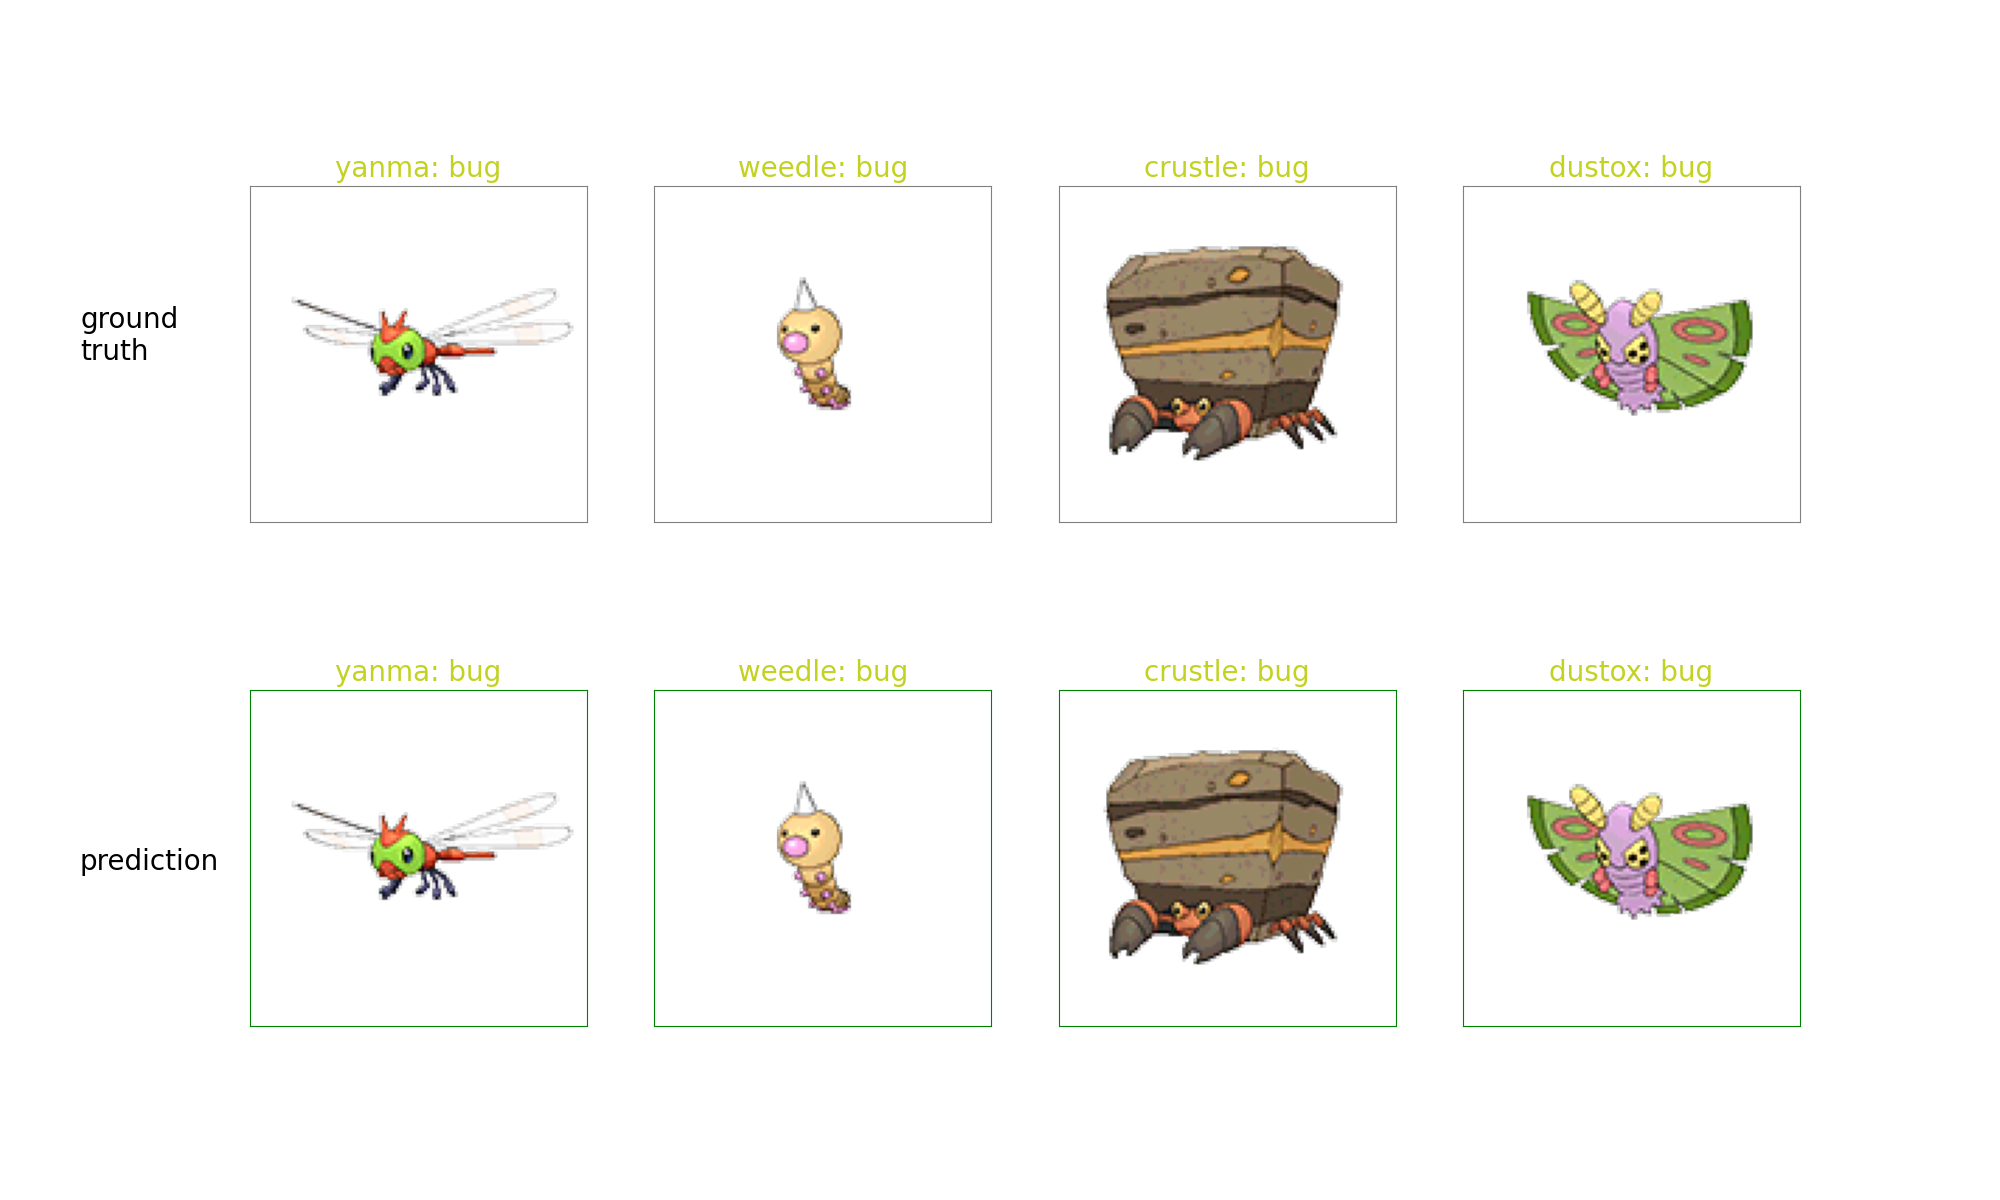 yanma: bug
weedle: bug
crustle: bug
dustox: bug
ground
truth
yanma: bug
weedle: bug
crustle: bug
dustox: bug
prediction